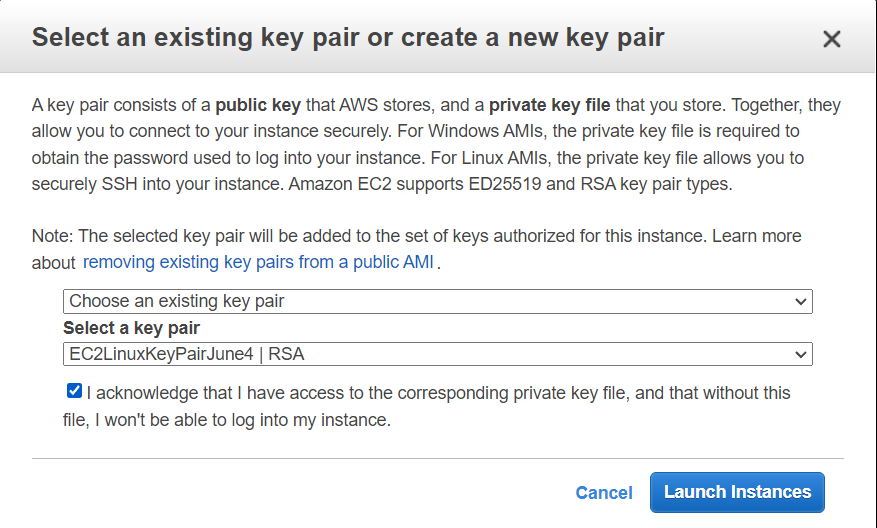 Select an existing key pair or create a new key pair
A key pair consists of a public key that AWS stores, and a private key file that you store. Together, they
allow you to connect to your instance securely. For Windows AMIs, the private key file is required to
obtain the password used to log into your instance. For Linux AMIs, the private key file allows you to
securely SSH into your instance. Amazon EC2 supports ED25519 and RSA key pair types.
Note: The selected key pair will be added to the set of keys authorized for this instance. Learn more
about removing existing key pairs from a public AMI .
Choose an existing key pair
Select a key pair
EC2LinuxKeyPairJune4 | RSA
I acknowledge that I have access to the corresponding private key file, and that without this
file, I won't be able to log into my instance.
Cancel
Launch Instances